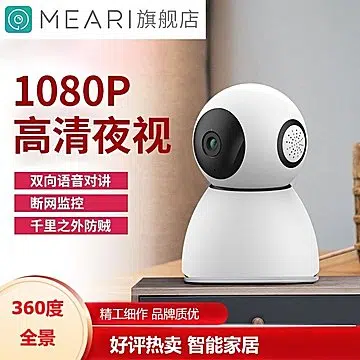 MEARI旗舰店
1080P
高清夜视
双向语音对讲
断网监控
千里之外防贼
360度
全景
精工细作 品牌质优
好评热卖 智能家居